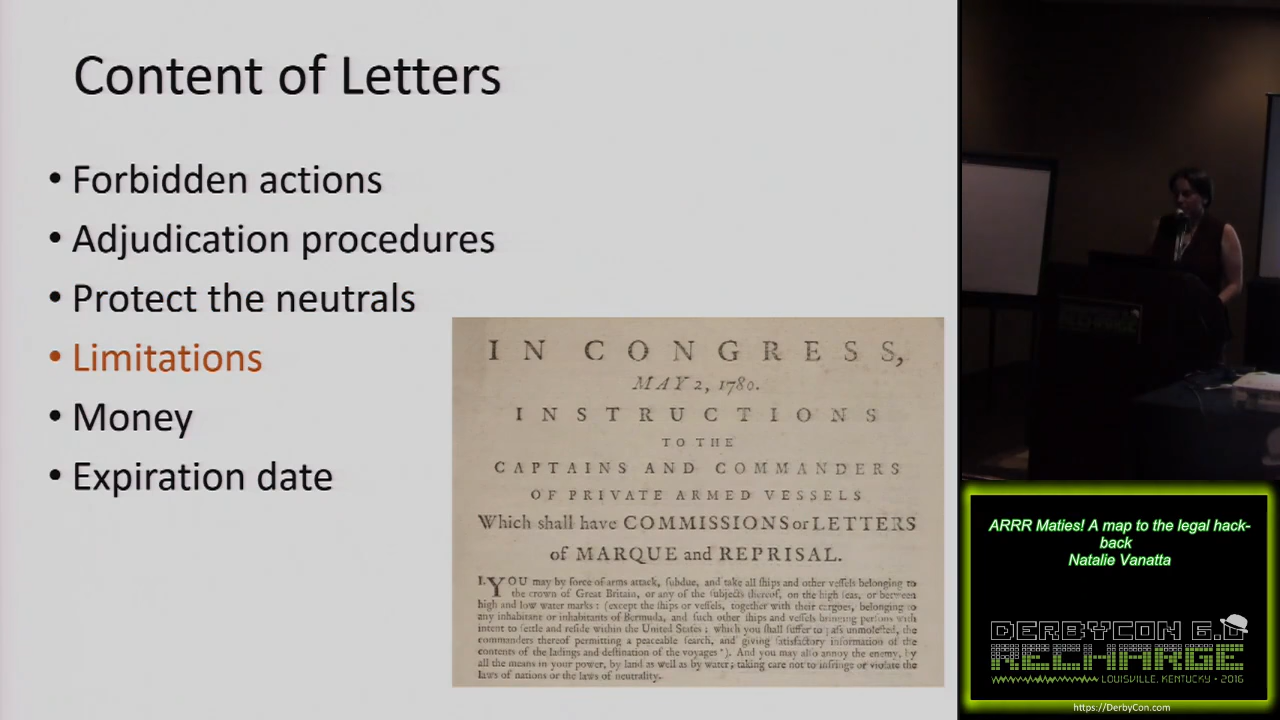 Content of Letters
• Forbidden actions
• Adjudication procedures
• Protect the neutrals
• Limitations
• Money
• Expiration date
IN CONGRESS,
MAY 2, 1780.
INSTRUCTIONS
TO THE
CAPTAINS AND COMMANDERS
OF PRIVATE ARMED VESSELS
Which shall have COMMISSIONS or LETTERS
of MARQUE and REPRISAL.
I. YOU may by force of arms attack, subdue, and take all ships and other vessels belonging to
the crown of Great Britain, or any of the subjects thereof, on the high seas, or between
high and low water marks: (except the ships or vessels, together with their cargoes, belonging to
any inhabitant or inhabitants of Bermuda, and such other ships and vessels bringing persons with
intent to settle and reside within the United States; which you shall suffer to pass unmolested, the
commanders thereof permitting a peaceable search, and giving satisfactory information of the
contents of the ladings and destination of the voyages"). And you may also annoy the enemy, by
all the means in your power, by land as well as by water; taking care not to infringe or violate the
laws of nations or the laws of neutrality.
ARRR Maties! A map to the legal hack-
back
Natalie Vanatta
DERBYCON 6.0
RECHARGE
LOUISVILLE, KENTUCKY • 2016
https://DerbyCon.com